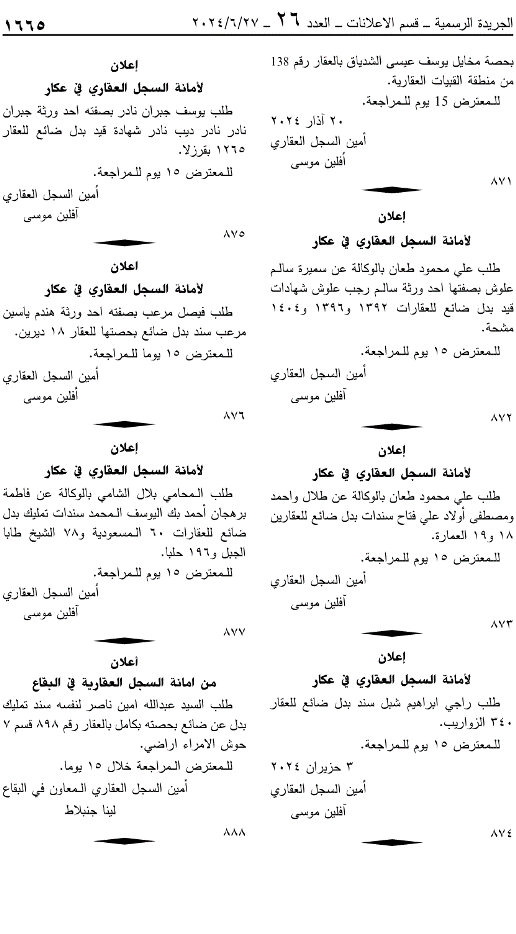 الجريدة الرسمية – قسم الاعلانات – العدد ٢٦ – ٢٠٢٤/٦/٢٧
١٦٦٥
بحصة مخايل يوسف عيسى الشدياق بالعقار رقم 138
من منطقة القبيات العقارية.
للمعترض 15 يوم للمراجعة.
٢٠ آذار ٢٠٢٤
أمين السجل العقاري
أفلين موسى
٨٧١
إعلان
لأمانة السجل العقاري في عكار
طلب علي محمود طعان بالوكالة عن سميرة سالم
علوش بصفتها احد ورثة سالم رجب علوش شهادات
قيد بدل ضائع للعقارات ١٣٩٢ و١٣٩٦ و١٤٠٤
مشحة.
للمعترض ١٥ يوم للمراجعة.
أمين السجل العقاري
آفلين موسى
٨٧٢
إعلان
لأمانة السجل العقاري في عكار
طلب علي محمود طعان بالوكالة عن طلال واحمد
ومصطفى أولاد علي فتاح سندات بدل ضائع للعقارين
١٨ و١٩ العمارة.
للمعترض ١٥ يوم للمراجعة.
أمين السجل العقاري
آفلين موسى
٨٧٣
إعلان
لأمانة السجل العقاري في عكار
طلب راجي ابراهيم شبل سند بدل ضائع للعقار
٣٤٠ الزواريب.
للمعترض ١٥ يوم للمراجعة.
٣ حزيران ٢٠٢٤
أمين السجل العقاري
آفلين موسى
٨٧٤
إعلان
لأمانة السجل العقاري في عكار
طلب يوسف جبران نادر بصفته احد ورثة جبران
نادر نادر ديب نادر شهادة قيد بدل ضائع للعقار
١٢٦٥ بقرزلا.
للمعترض ١٥ يوم للمراجعة.
أمين السجل العقاري
آفلين موسى
٨٧٥
اعلان
لأمانة السجل العقاري في عكار
طلب فيصل مرعب بصفته احد ورثة هندم ياسين
مرعب سند بدل ضائع بحصتها للعقار ١٨ ديرين.
للمعترض ١٥ يوما للمراجعة.
أمين السجل العقاري
أفلين موسى
٨٧٦
إعلان
لأمانة السجل العقاري في عكار
طلب المحامي بلال الشامي بالوكالة عن فاطمة
برهجان أحمد بك اليوسف المحمد سندات تمليك بدل
ضائع للعقارات ٦٠ المسعودية و٧٨ الشيخ طابا
الجبل و١٩٦ حلبا.
للمعترض ١٥ يوم للمراجعة.
أمين السجل العقاري
آفلين موسى
٨٧٧
أعلان
من امانة السجل العقارية في البقاع
طلب السيد عبدالله امين ناصر لنفسه سند تمليك
بدل عن ضائع بحصته بكامل بالعقار رقم ٨٩٨ قسم ٧
حوش الامراء اراضي.
للمعترض المراجعة خلال ١٥ يوما.
أمين السجل العقاري المعاون في البقاع
لينا جنبلاط
٨٨٨